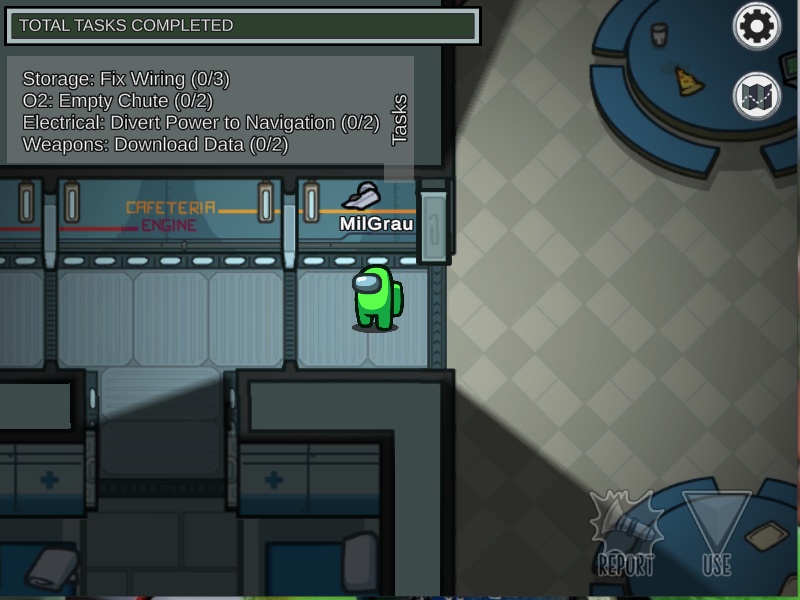 TOTAL TASKS COMPLETED
Storage: Fix Wiring (0/3)
O2: Empty Chute (0/2)
Electrical: Divert Power to Navigation (0/2)
Weapons: Download Data (0/2)
Tasks
CAFETERIA
ENGINE
MilGrau
REPORT
USE